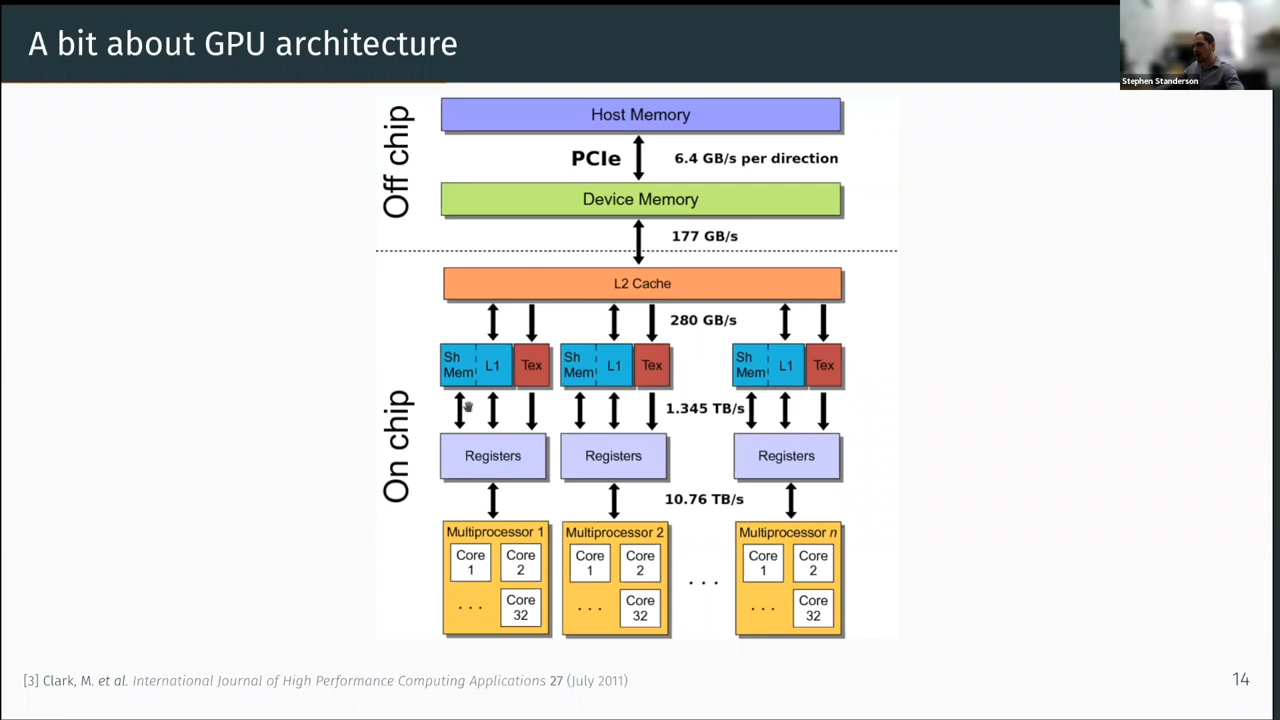 A bit about GPU architecture
Stephen Standerson
Off chip
Host Memory
PCIe
6.4 GB/s per direction
Device Memory
177 GB/s
On chip
L2 Cache
280 GB/s
Sh Mem L1 Tex
Sh Mem L1 Tex
Sh Mem L1 Tex
1.345 TB/s
Registers Registers Registers
10.76 TB/s
Multiprocessor 1
Core 1
Core 2
. . .
Core 32
Multiprocessor 2
Core 1
Core 2
. . .
Core 32
. . .
Multiprocessor n
Core 1
Core 2
. . .
Core 32
[3] Clark, M. et al. International Journal of High Performance Computing Applications 27 (July 2011)
14